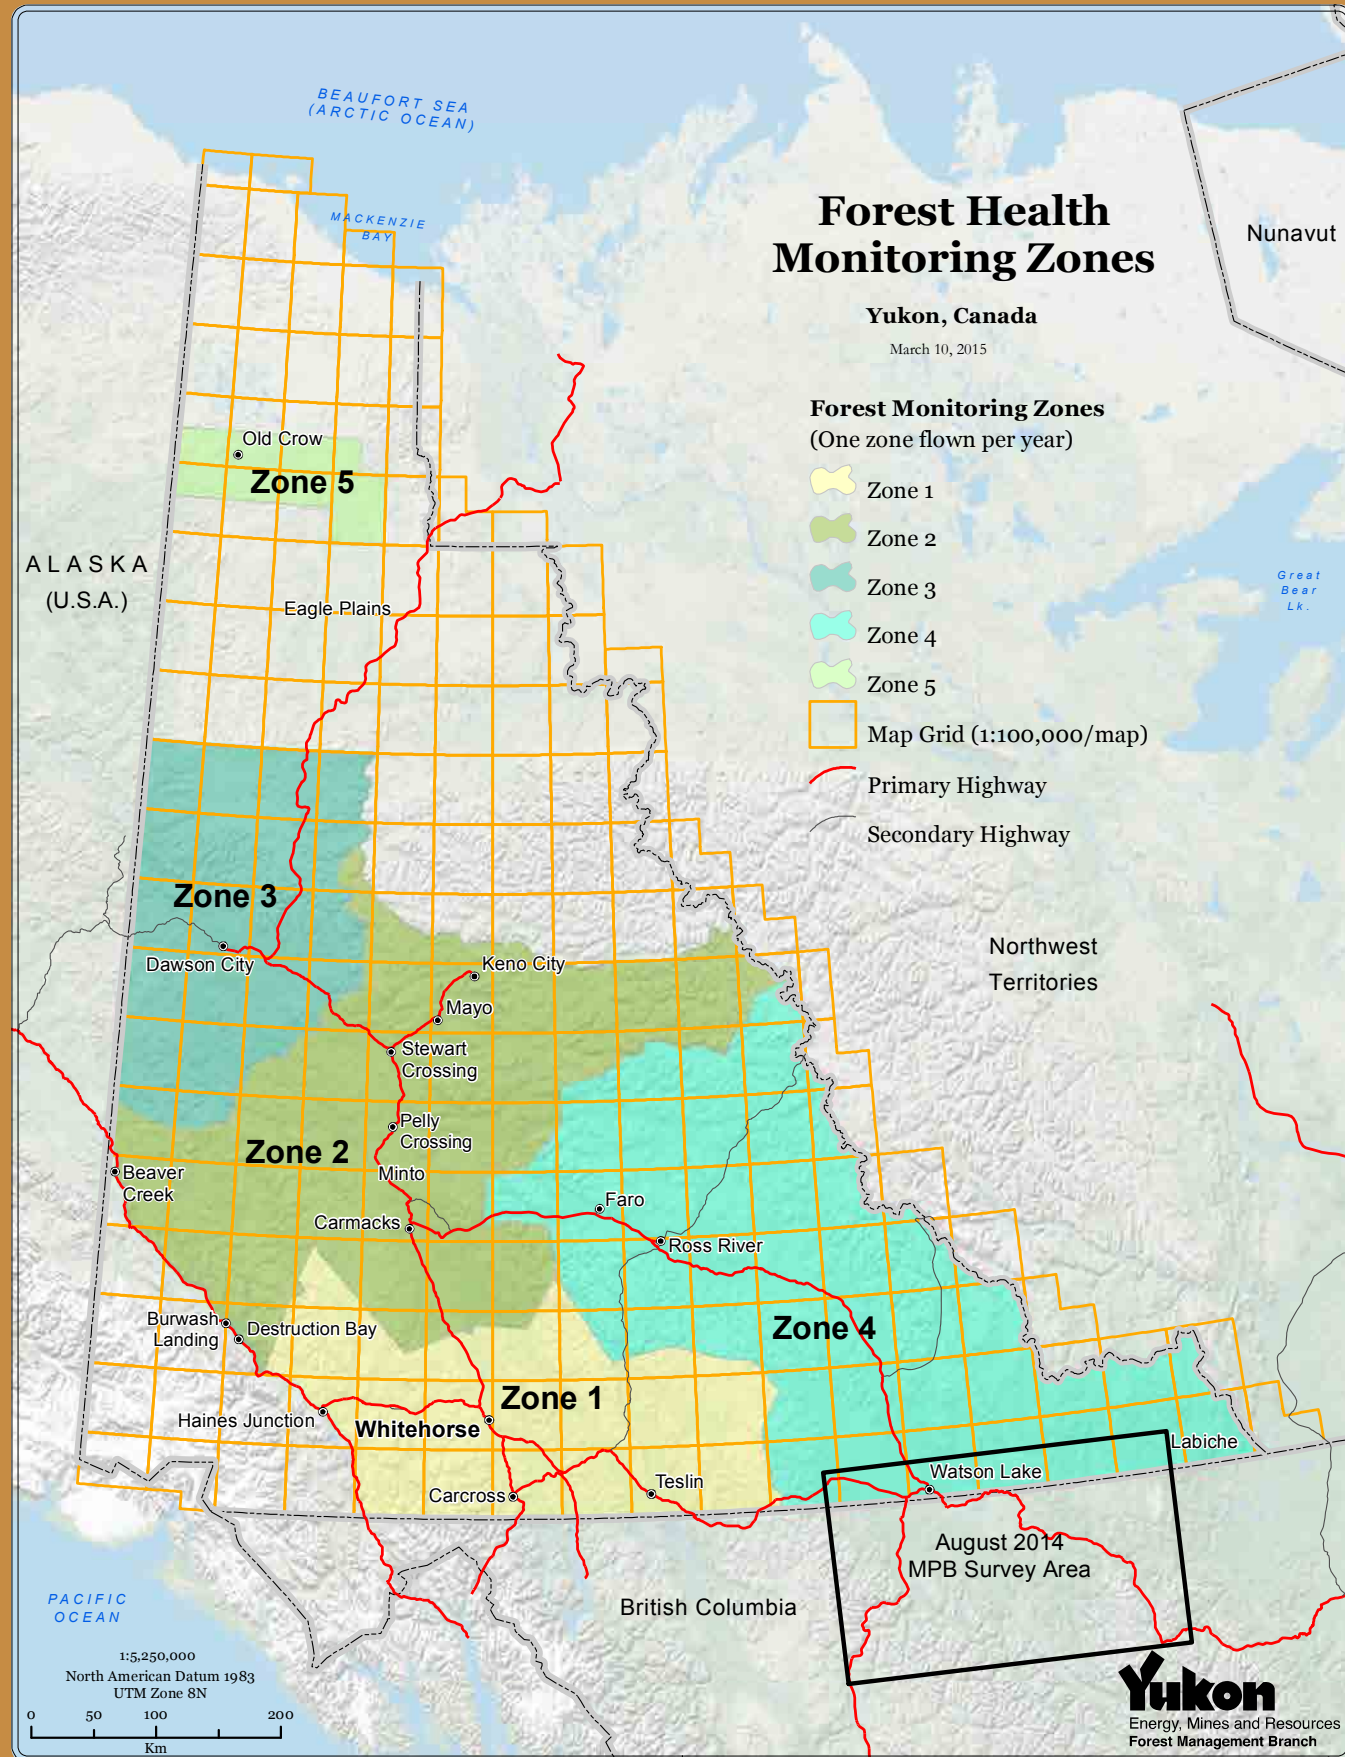 BEAUFORT SEA
(ARCTIC OCEAN)
MACKENZIE
BAY
Forest Health
Monitoring Zones
Yukon, Canada
March 10, 2015
Nunavut
Forest Monitoring Zones
(One zone flown per year)
Zone 1
Zone 2
Zone 3
Zone 4
Zone 5
Map Grid (1:100,000/map)
Primary Highway
Secondary Highway
Old Crow
Zone 5
ALASKA
(U.S.A.)
Great
Bear
Lk.
Eagle Plains
Zone 3
Dawson City
Keno City
Mayo
Northwest
Territories
Stewart
Crossing
Pelly
Crossing
Zone 2
Minto
Beaver
Creek
Carmacks
Faro
Ross River
Burwash
Landing
Destruction Bay
Zone 4
Zone 1
Haines Junction
Whitehorse
Labiche
Watson Lake
Teslin
Carcross
August 2014
MPB Survey Area
British Columbia
PACIFIC
OCEAN
1:5,250,000
North American Datum 1983
UTM Zone 8N
0 50 100 200
Km
Yukon
Energy, Mines and Resources
Forest Management Branch